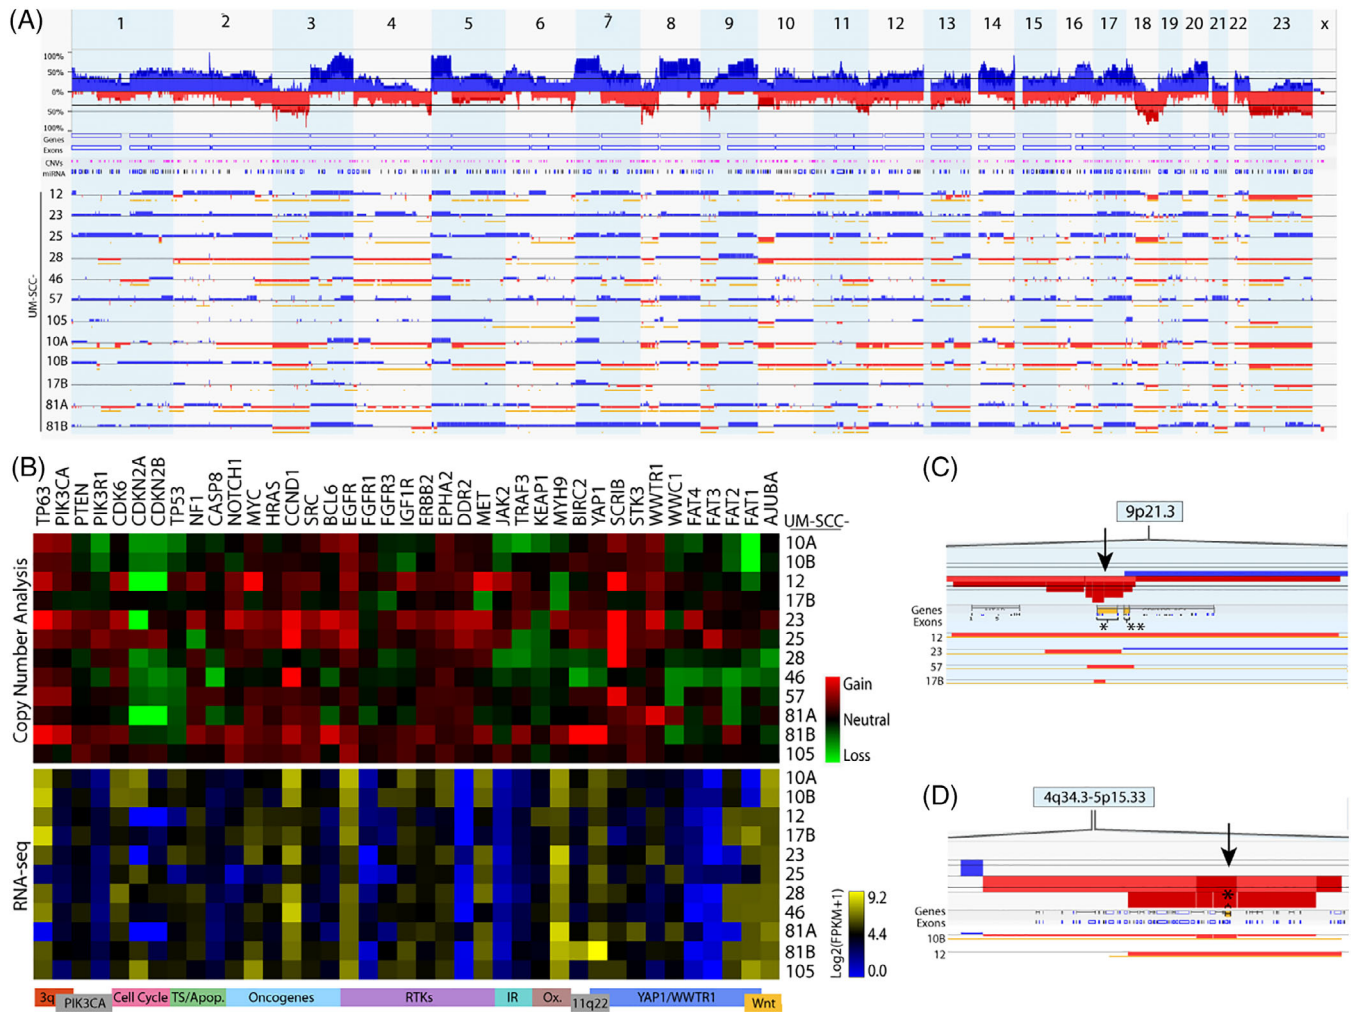 (A)
1 2 3 4 5 6 7 8 9 10 11 12 13 14 15 16 17 18 19 20 21 22 23 x
100%
50%
0%
50%
100%
Genes
Exons
CNVs
miRNA
UM-SCC-
12
23
25
28
46
57
105
10A
10B
17B
81A
81B
(B)
TP63 PIK3CA PTEN PIK3R1 CDK6 CDKN2A CDKN2B TP53 NF1 CASP8 NOTCH1 MYC HRAS CCND1 SRC BCL6 EGFR FGFR1 FGFR3 IGF1R ERBB2 EPHA2 DDR2 MET JAK2 TRAF3 KEAP1 MYH9 BIRC2 YAP1 SCRIB STK3 WWTR1 WWC1 FAT4 FAT3 FAT2 FAT1 AJUBA
UM-SCC-
Copy Number Analysis
10A
10B
12
17B
23
25
28
46
57
81A
81B
105
Gain
Neutral
Loss
RNA-seq
10A
10B
12
17B
23
25
28
46
81A
81B
105
Log2(FPKM+1)
9.2
4.4
0.0
3q PIK3CA Cell Cycle TS/Apop. Oncogenes RTKs IR Ox. 11q22 YAP1/WWTR1 Wnt
(C)
9p21.3
Genes
Exons
* **
12
23
57
17B
(D)
4q34.3-5p15.33
*
Genes
Exons
10B
12